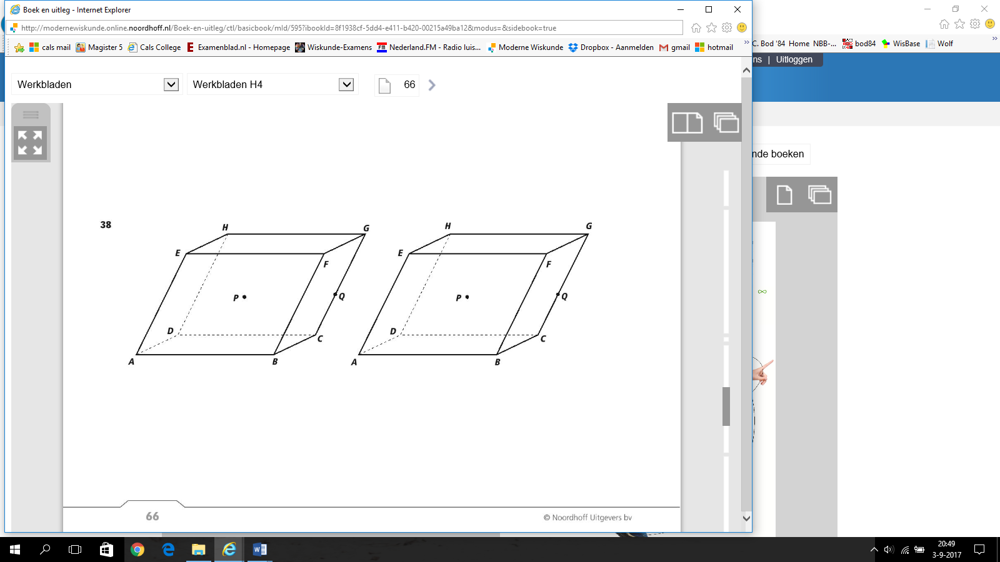 Boek en uitleg - Internet Explorer
http://modernewiskunde.online.noordhoff.nl/Boek-en-uitleg/ctl/basicbook/mId/595?ibookId=8f1938cf-5dd4-e411-b420-00215a49ba12&modus=&sidebook=true
cals mail Magister 5 Cals College Examenblad.nl - Homepage Wiskunde-Examens Nederland.FM - Radio luis... Moderne Wiskunde Dropbox - Aanmelden gmail hotmail »
C. Bod '84 Home NBB-... bod84 WisBase Wolf »
ns | Uitloggen
Werkbladen Werkbladen H4 66
nde boeken
38
H G H G
E F E F
P Q P Q
D C D C
A B A B
∞
66
© Noordhoff Uitgevers bv
20:49
3-9-2017